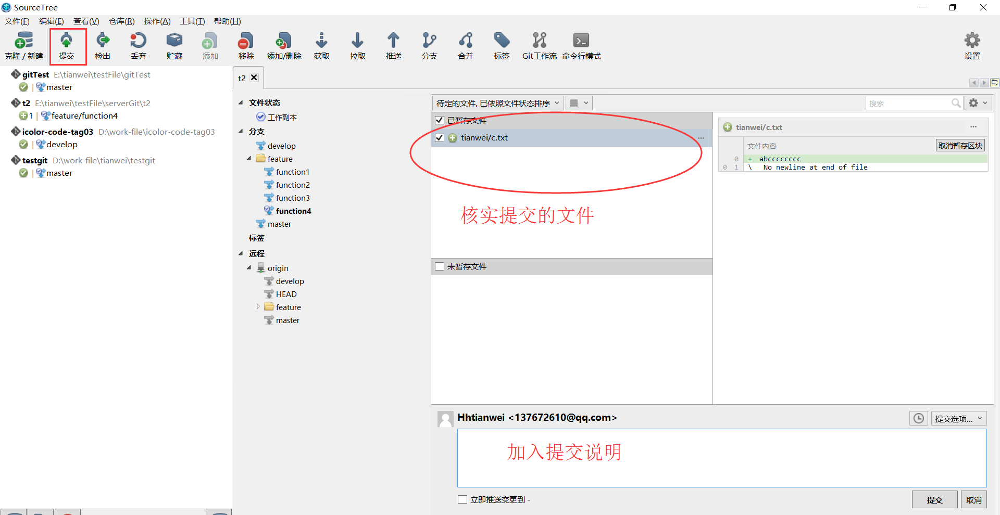 SourceTree
文件(F) 编辑(E) 查看(V) 仓库(R) 操作(A) 工具(T) 帮助(H)
克隆 / 新建 提交 检出 丢弃 贮藏 添加 移除 添加/删除 获取 拉取 推送 分支 合并 标签 Git工作流 命令行模式 设置
gitTest E:\tianwei\testFile\gitTest
master
t2 E:\tianwei\testFile\serverGit\t2
1 | feature/function4
icolor-code-tag03 D:\work-file\icolor-code-tag03
develop
testgit D:\work-file\tianwei\testgit
master
t2
文件状态
工作副本
分支
develop
feature
function1
function2
function3
function4
master
标签
远程
origin
develop
HEAD
feature
master
待定的文件, 已依照文件状态排序
搜索
已暂存文件
tianwei/c.txt
核实提交的文件
未暂存文件
tianwei/c.txt
文件内容 取消暂存区块
0 + abcccccccc
0 1 \ No newline at end of file
Hhtianwei <137672610@qq.com>
提交选项...
加入提交说明
立即推送变更到 -
提交 取消